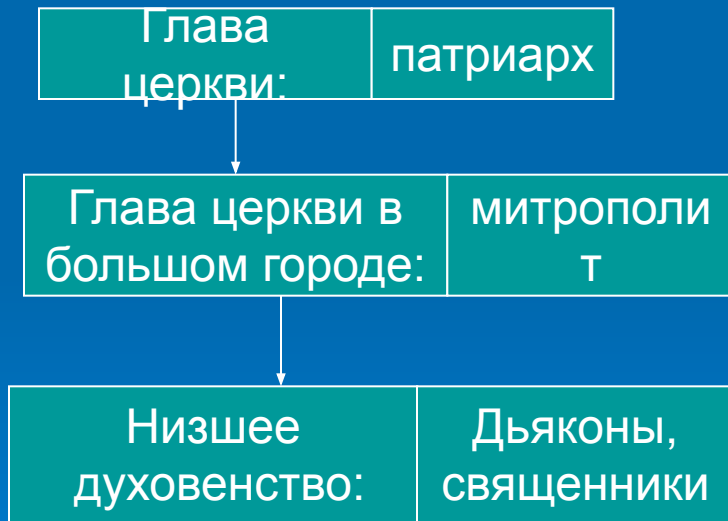 Глава
церкви:
патриарх
Глава церкви в
большом городе:
митрополи
т
Низшее
духовенство:
Дьяконы,
священники